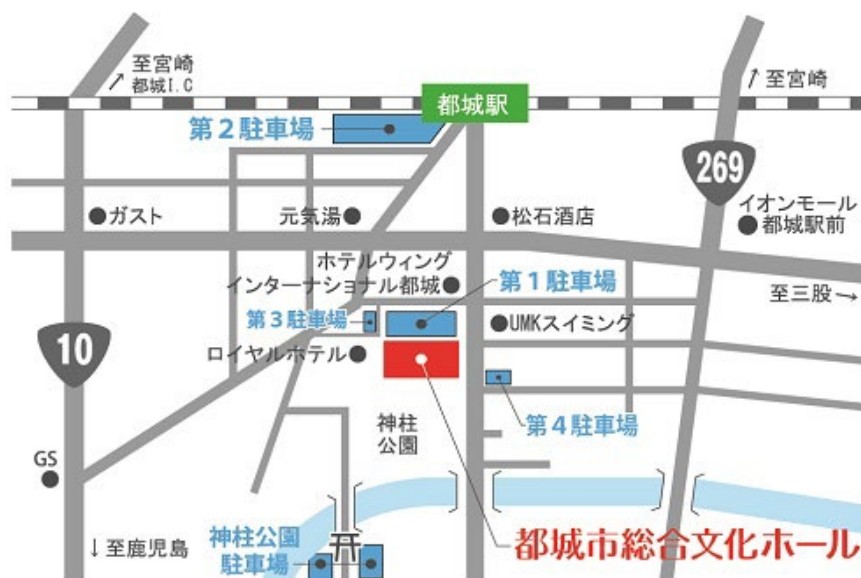 ↗至宮崎
都城I.C
都城駅
↗至宮崎
第2駐車場
269
●ガスト
元気湯●
●松石酒店
イオンモール
●都城駅前
ホテルウィング
インターナショナル都城●
第1駐車場
至三股→
第3駐車場
●UMKスイミング
10
ロイヤルホテル●
神柱
公園
第4駐車場
GS
↓至鹿児島
神柱公園
駐車場
都城市総合文化ホール